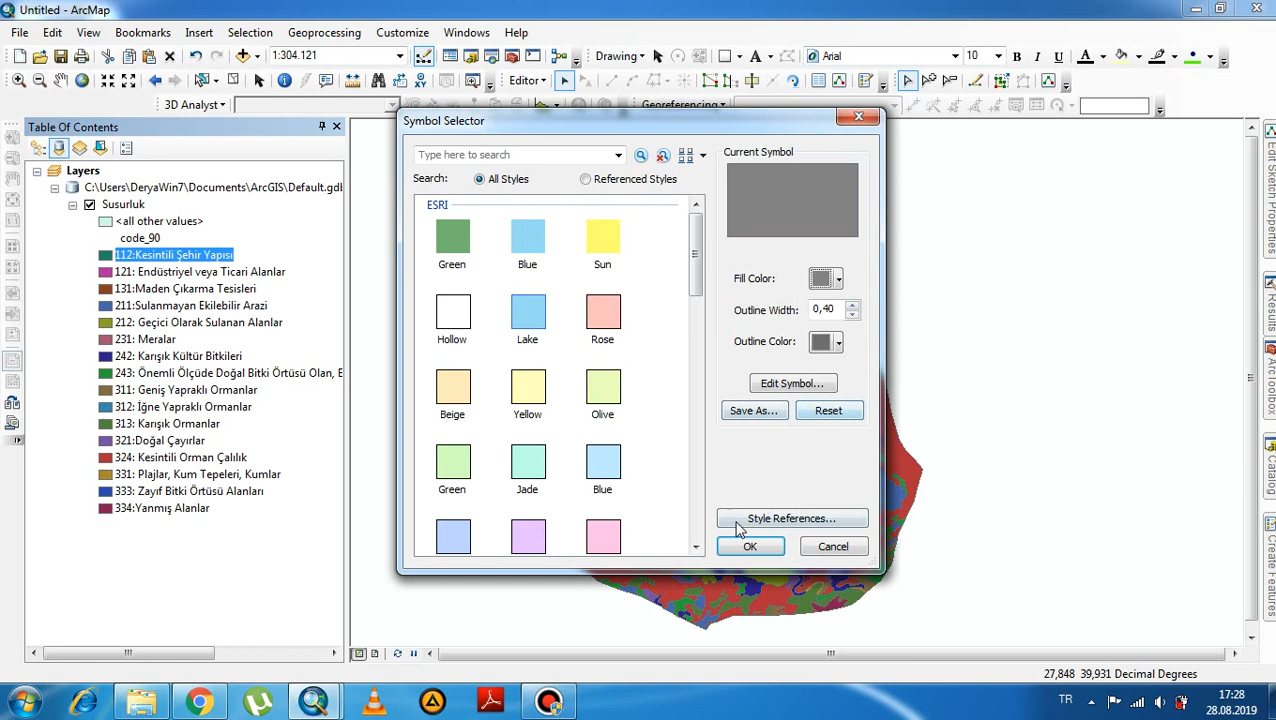 Untitled - ArcMap
File Edit View Bookmarks Insert Selection Geoprocessing Customize Windows Help
1:304.121 Drawing Arial 10 B I U A
Editor
3D Analyst Georeferencing
Table Of Contents
Layers
C:\Users\DeryaWin7\Documents\ArcGIS\Default.gdb
Susurluk
<all other values>
code_90
112:Kesintili Şehir Yapısı
121: Endüstriyel veya Ticari Alanlar
131:Maden Çıkarma Tesisleri
211:Sulanmayan Ekilebilir Arazi
212: Geçici Olarak Sulanan Alanlar
231: Meralar
242: Karışık Kültür Bitkileri
243: Önemli Ölçüde Doğal Bitki Örtüsü Olan, E
311: Geniş Yapraklı Ormanlar
312: İğne Yapraklı Ormanlar
313: Karışık Ormanlar
321:Doğal Çayırlar
324: Kesintili Orman Çalılık
331: Plajlar, Kum Tepeleri, Kumlar
333: Zayıf Bitki Örtüsü Alanları
334:Yanmış Alanlar
Symbol Selector
Type here to search
Search: All Styles Referenced Styles
ESRI
Green Blue Sun
Hollow Lake Rose
Beige Yellow Olive
Green Jade Blue
Current Symbol
Fill Color:
Outline Width: 0,40
Outline Color:
Edit Symbol...
Save As... Reset
Style References...
OK Cancel
Edit Sketch Properties
Results
ArcToolbox
Catalog
Create Features
27,848 39,931 Decimal Degrees
TR
17:28
28.08.2019